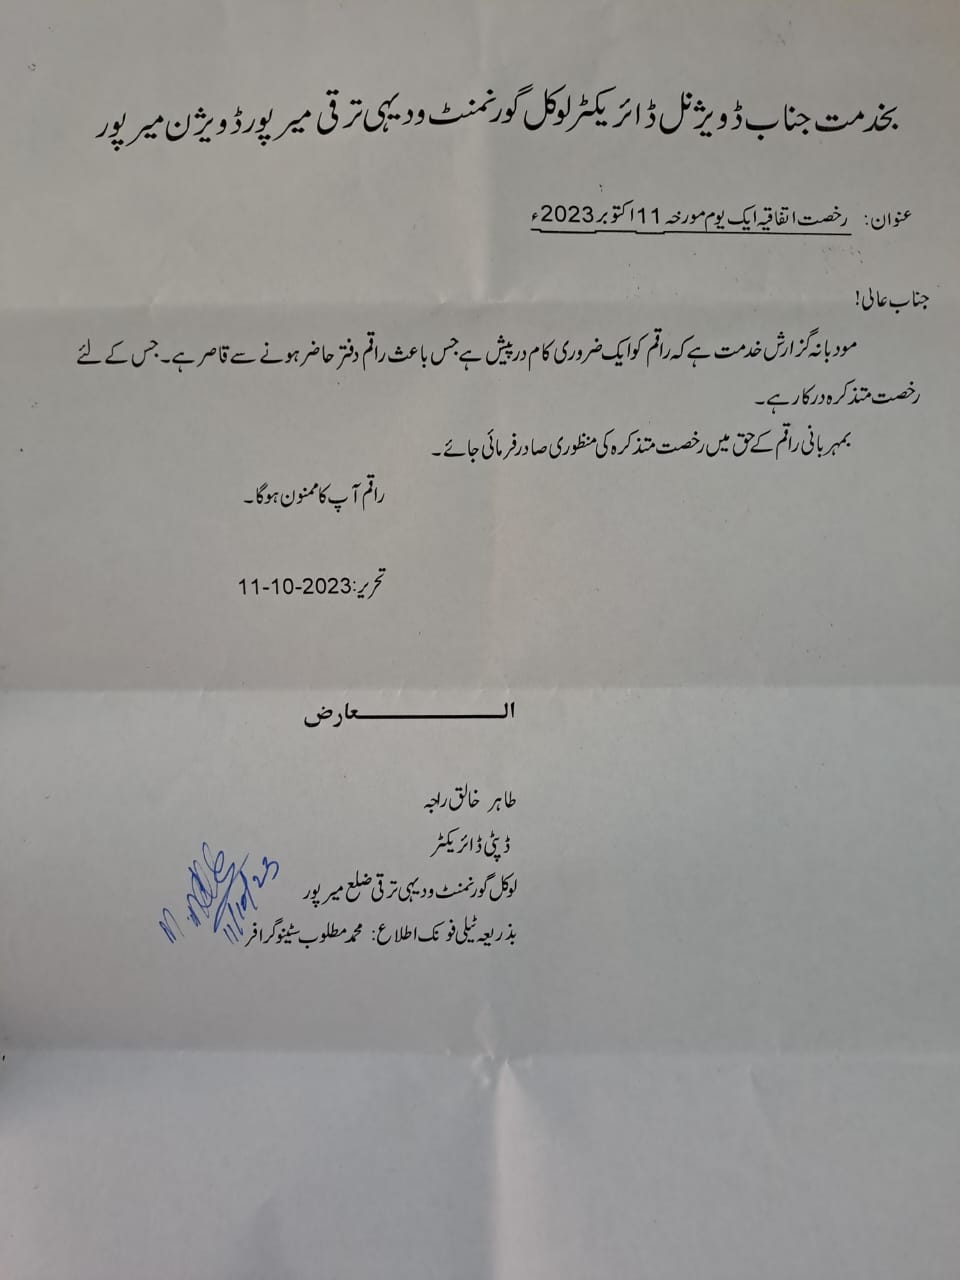 بخدمت جناب ڈویژنل ڈائریکٹر لوکل گورنمنٹ و دیہی ترقی میرپور ڈویژن میرپور
عنوان: رخصت اتفاقیہ ایک یوم مورخہ 11 اکتوبر 2023ء
جناب عالی!
مودبانہ گزارش خدمت ہے کہ راقم کو ایک ضروری کام درپیش ہے جس باعث راقم دفتر حاضر ہونے سے قاصر ہے۔ جس کے لئے
رخصت متذکرہ درکار ہے۔
بمہربانی راقم کے حق میں رخصت متذکرہ کی منظوری صادر فرمائی جائے۔
راقم آپ کا ممنون ہوگا۔
تحریر: 11-10-2023
العارض
طاہر خالق راجہ
ڈپٹی ڈائریکٹر
لوکل گورنمنٹ و دیہی ترقی ضلع میرپور
بذریعہ ٹیلی فونک اطلاع: محمد مطلوب سٹینوگرافر
11/10/23